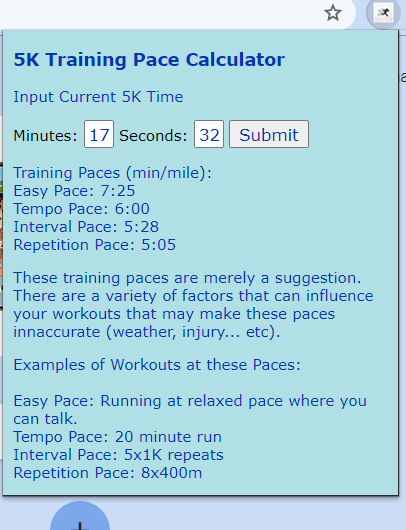 5K Training Pace Calculator
Input Current 5K Time
Minutes: 17 Seconds: 32 Submit
Training Paces (min/mile):
Easy Pace: 7:25
Tempo Pace: 6:00
Interval Pace: 5:28
Repetition Pace: 5:05
These training paces are merely a suggestion.
There are a variety of factors that can influence
your workouts that may make these paces
innaccurate (weather, injury... etc).
Examples of Workouts at these Paces:
Easy Pace: Running at relaxed pace where you
can talk.
Tempo Pace: 20 minute run
Interval Pace: 5x1K repeats
Repetition Pace: 8x400m